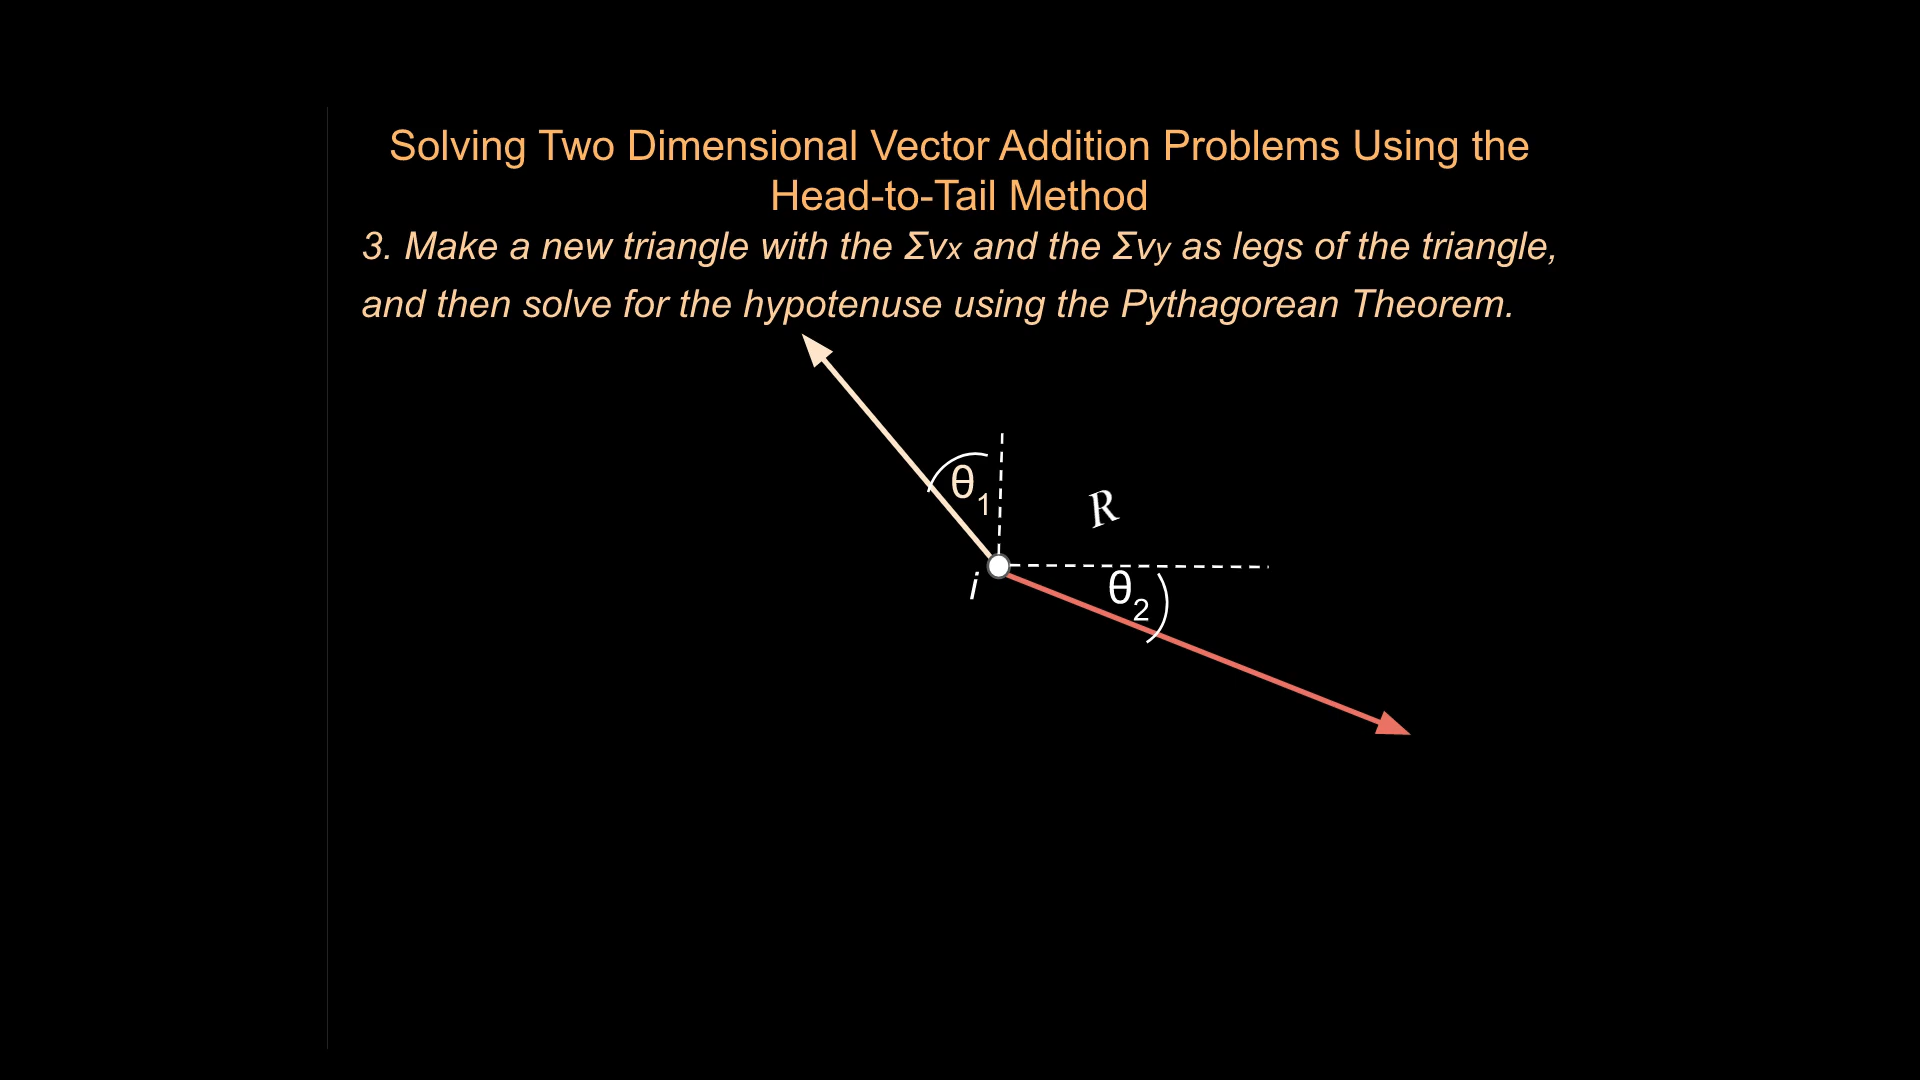 Solving Two Dimensional Vector Addition Problems Using the
Head-to-Tail Method
3. Make a new triangle with the Σvx and the Σvy as legs of the triangle,
and then solve for the hypotenuse using the Pythagorean Theorem.
θ1
R
i
θ2